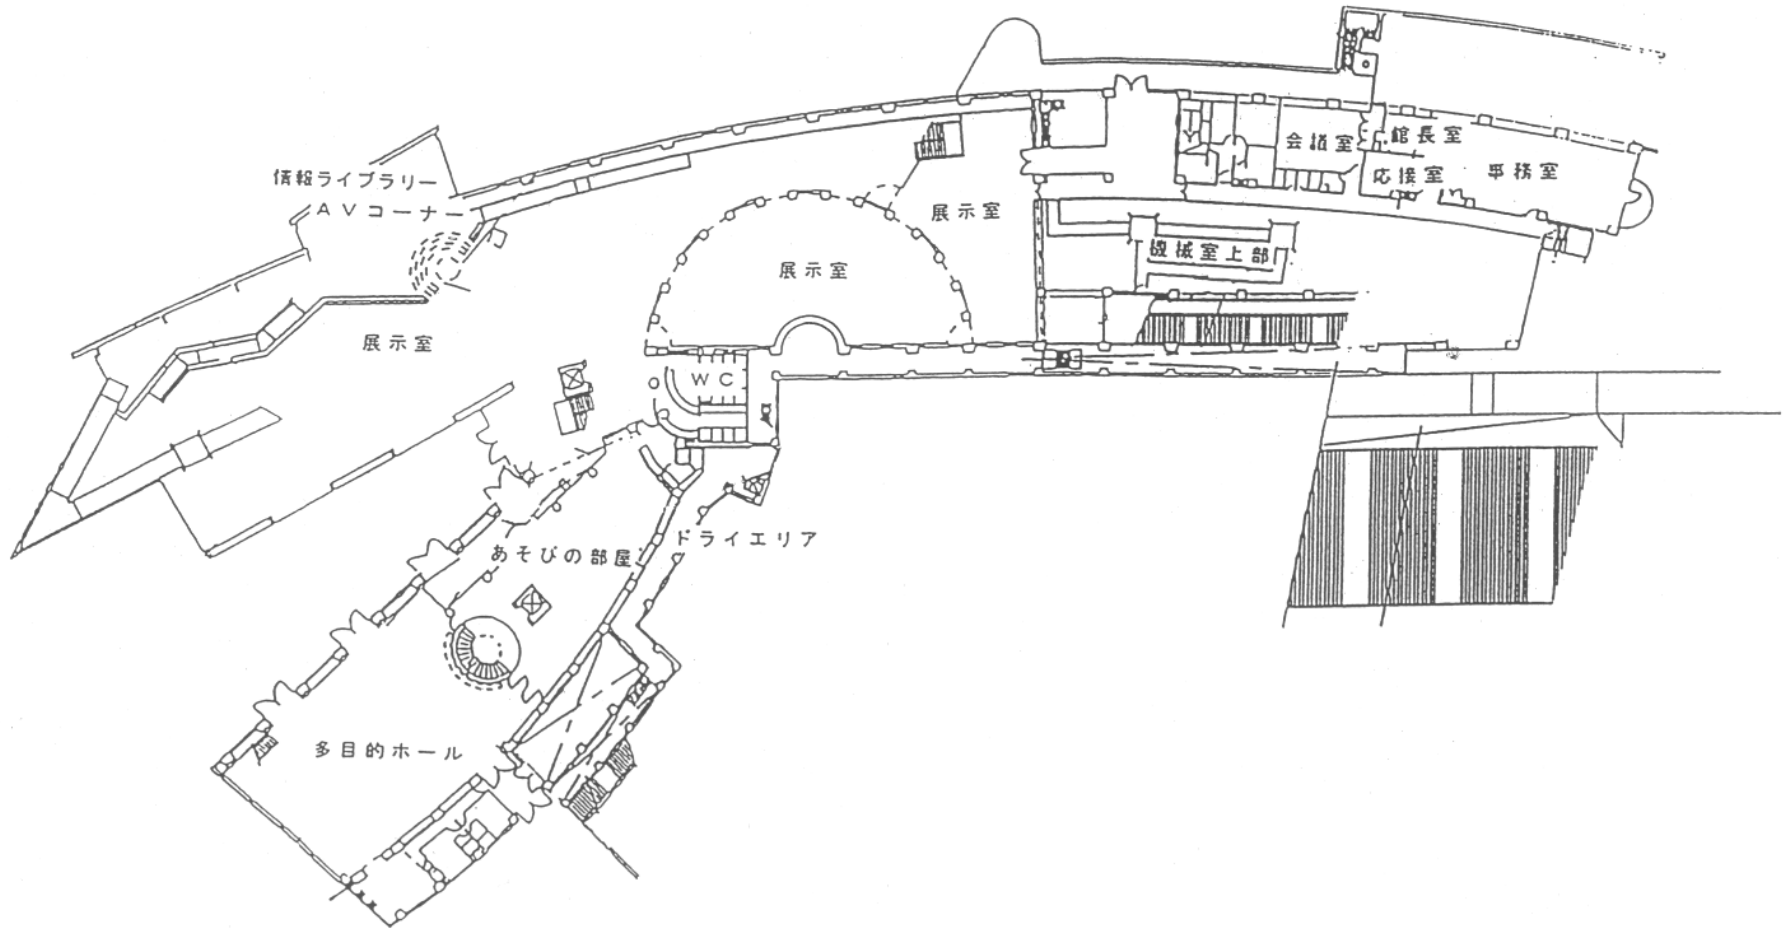 会議室
館長室
応接室
事務室
情報ライブラリー
AVコーナー
展示室
展示室
機械室上部
展示室
WC
ドライエリア
あそびの部屋
多目的ホール